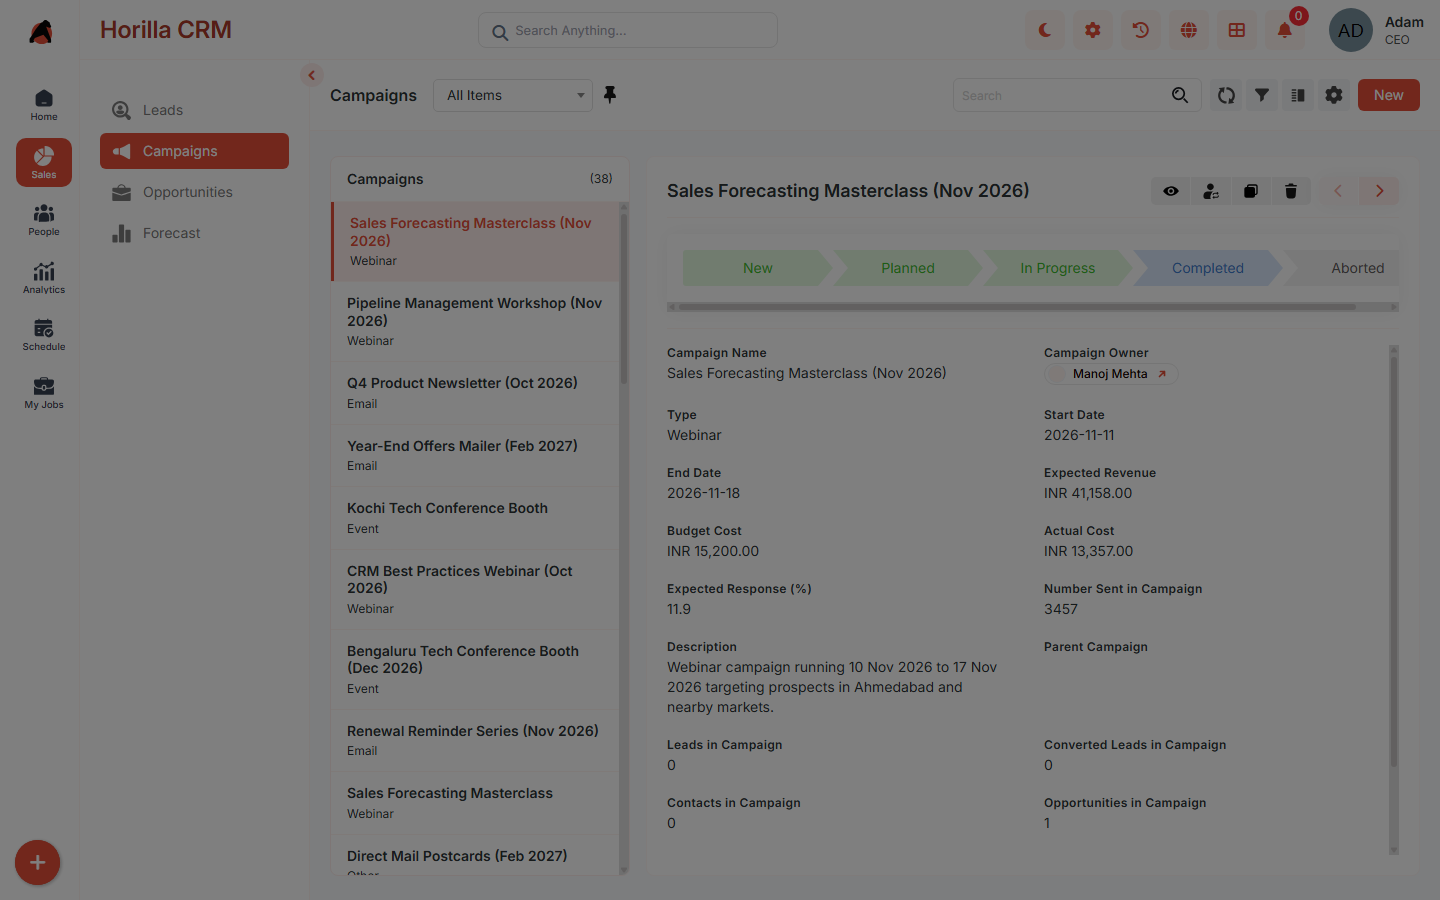 Horilla CRM
Search Anything...
0
AD
Adam
CEO
Home
Sales
People
Analytics
Schedule
My Jobs
Leads
Campaigns
Opportunities
Forecast
Campaigns
All Items
Search
New
Campaigns
(38)
Sales Forecasting Masterclass (Nov
2026)
Webinar
Pipeline Management Workshop (Nov
2026)
Webinar
Q4 Product Newsletter (Oct 2026)
Email
Year-End Offers Mailer (Feb 2027)
Email
Kochi Tech Conference Booth
Event
CRM Best Practices Webinar (Oct
2026)
Webinar
Bengaluru Tech Conference Booth
(Dec 2026)
Event
Renewal Reminder Series (Nov 2026)
Email
Sales Forecasting Masterclass
Webinar
Direct Mail Postcards (Feb 2027)
Other
Sales Forecasting Masterclass (Nov 2026)
New
Planned
In Progress
Completed
Aborted
Campaign Name
Sales Forecasting Masterclass (Nov 2026)
Campaign Owner
Manoj Mehta
Type
Webinar
Start Date
2026-11-11
End Date
2026-11-18
Expected Revenue
INR 41,158.00
Budget Cost
INR 15,200.00
Actual Cost
INR 13,357.00
Expected Response (%)
11.9
Number Sent in Campaign
3457
Description
Webinar campaign running 10 Nov 2026 to 17 Nov
2026 targeting prospects in Ahmedabad and
nearby markets.
Parent Campaign
Leads in Campaign
0
Converted Leads in Campaign
0
Contacts in Campaign
0
Opportunities in Campaign
1